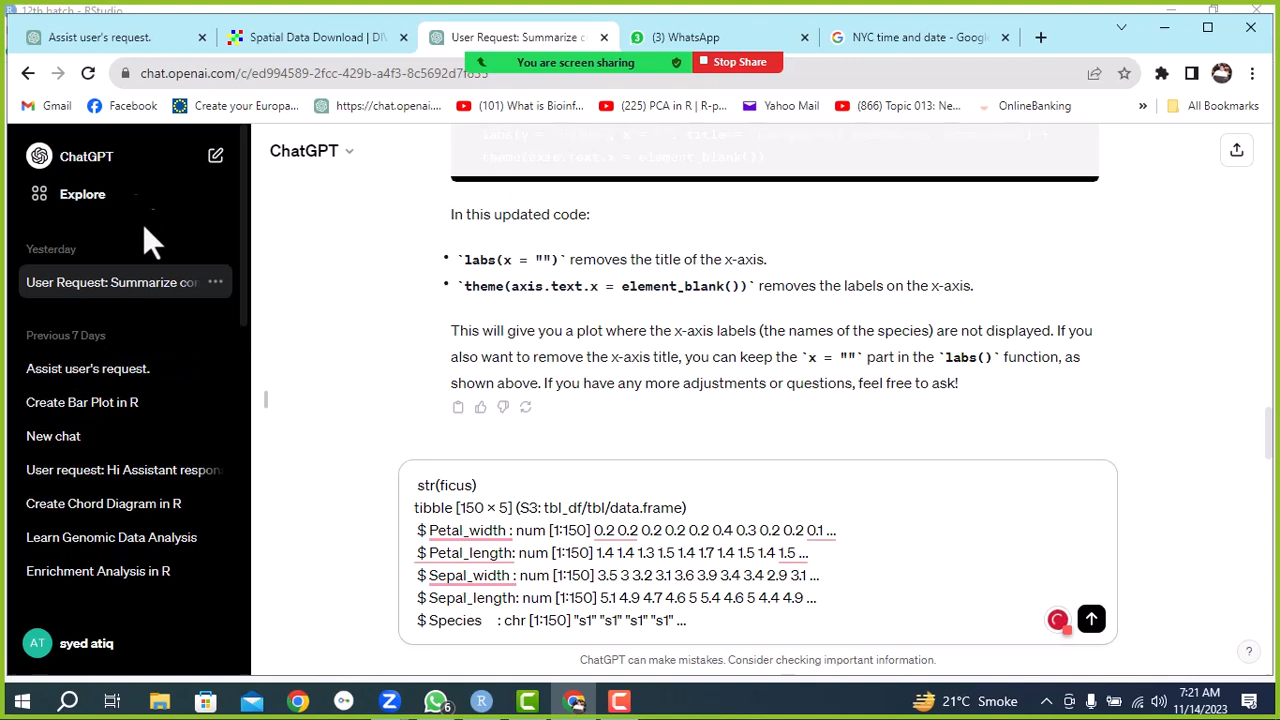 12th batch - RStudio
Assist user's request.
Spatial Data Download | DIV
User Request: Summarize c
(3) WhatsApp
NYC time and date - Google
You are screen sharing
Stop Share
chat.openai.com/c/
Gmail
Facebook
Create your Europa...
https://chat.openai....
(101) What is Bioinf...
(225) PCA in R | R-p...
Yahoo Mail
(866) Topic 013: Ne...
OnlineBanking
»
All Bookmarks
ChatGPT
Explore
Yesterday
User Request: Summarize co
Previous 7 Days
Assist user's request.
Create Bar Plot in R
New chat
User request: Hi Assistant respon
Create Chord Diagram in R
Learn Genomic Data Analysis
Enrichment Analysis in R
AT syed atiq
ChatGPT
theme(axis.text.x = element_blank())
In this updated code:
• `labs(x = "")` removes the title of the x-axis.
• `theme(axis.text.x = element_blank())` removes the labels on the x-axis.
This will give you a plot where the x-axis labels (the names of the species) are not displayed. If you
also want to remove the x-axis title, you can keep the `x = ""` part in the `labs()` function, as
shown above. If you have any more adjustments or questions, feel free to ask!
str(ficus)
tibble [150 × 5] (S3: tbl_df/tbl/data.frame)
$ Petal_width : num [1:150] 0.2 0.2 0.2 0.2 0.2 0.4 0.3 0.2 0.2 0.1 ...
$ Petal_length: num [1:150] 1.4 1.4 1.3 1.5 1.4 1.7 1.4 1.5 1.4 1.5 ...
$ Sepal_width : num [1:150] 3.5 3 3.2 3.1 3.6 3.9 3.4 3.4 2.9 3.1 ...
$ Sepal_length: num [1:150] 5.1 4.9 4.7 4.6 5 5.4 4.6 5 4.4 4.9 ...
$ Species : chr [1:150] "s1" "s1" "s1" "s1" ...
ChatGPT can make mistakes. Consider checking important information.
?
6
21°C Smoke
7:21 AM
11/14/2023